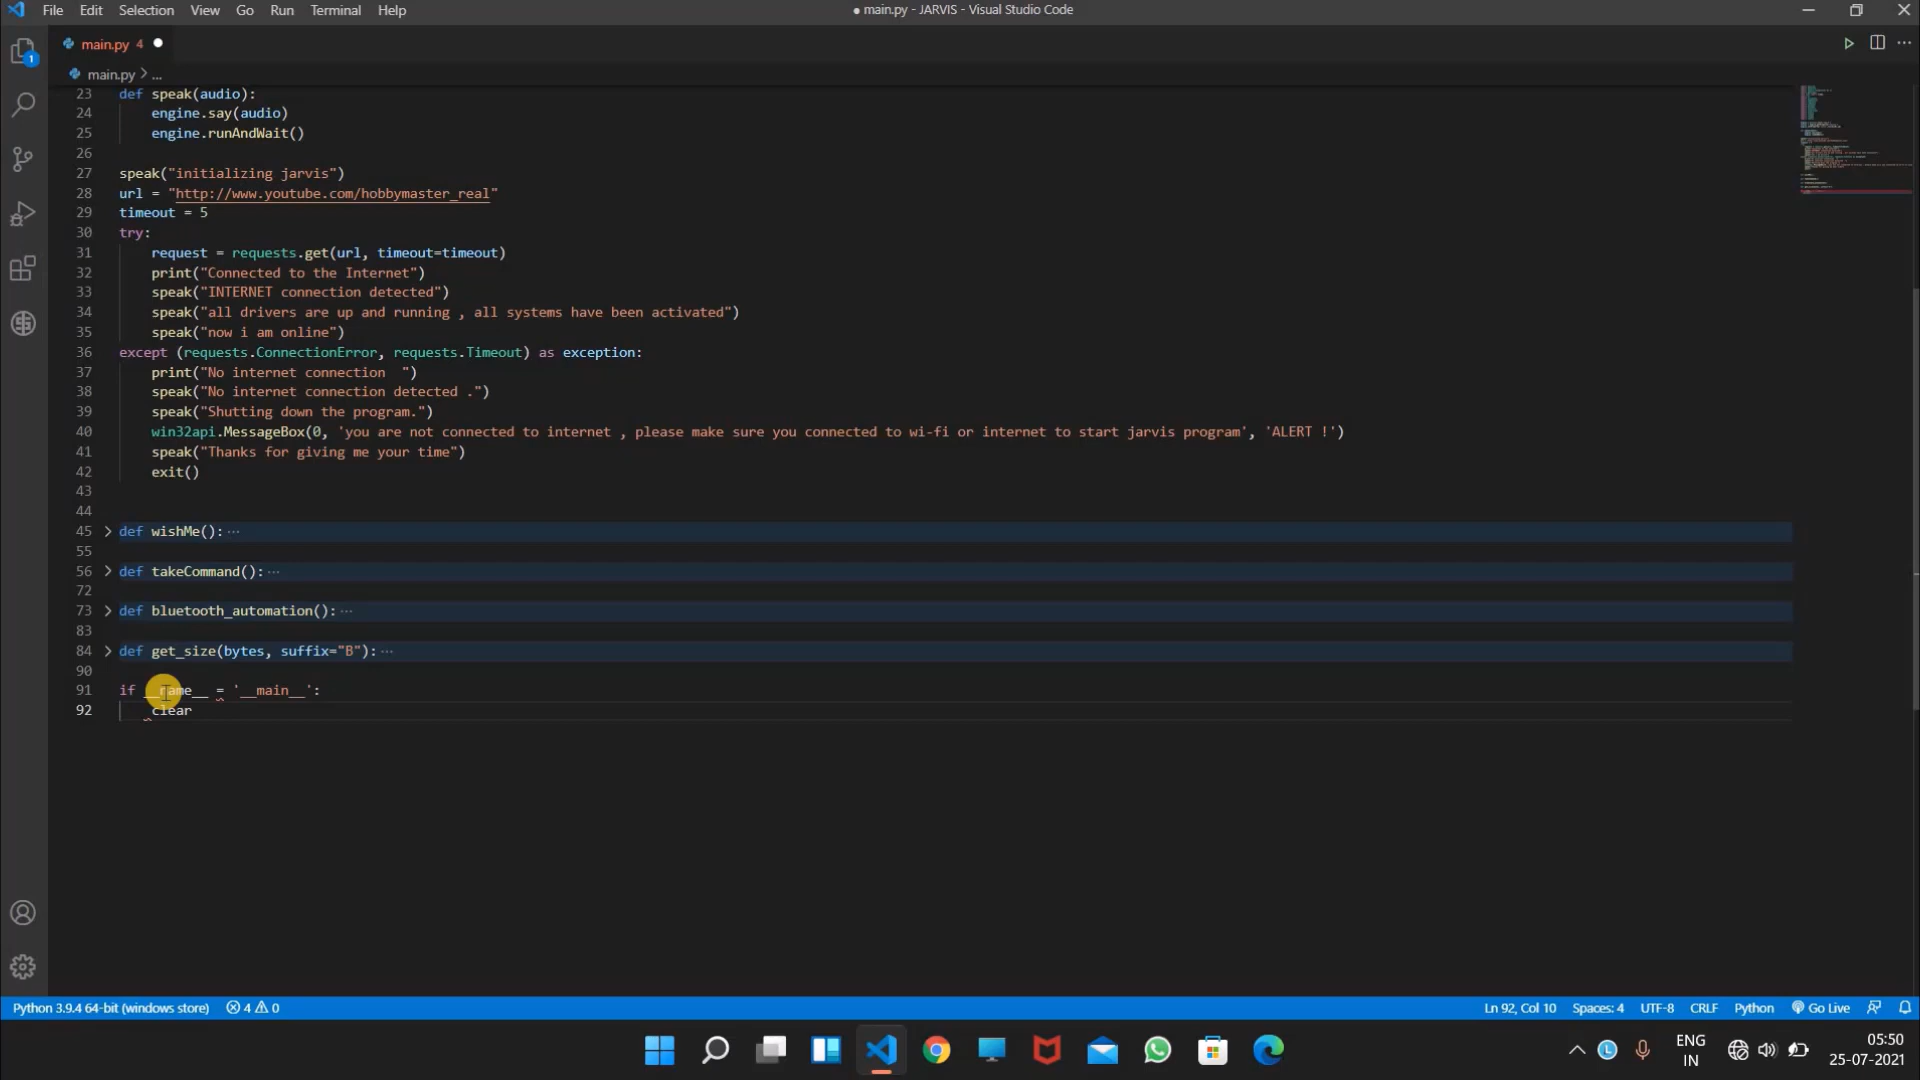 File Edit Selection View Go Run Terminal Help
● main.py - JARVIS - Visual Studio Code
main.py 4
main.py > ...
1
23 def speak(audio):
24 engine.say(audio)
25 engine.runAndWait()
26
27 speak("initializing jarvis")
28 url = "http://www.youtube.com/hobbymaster_real"
29 timeout = 5
30 try:
31 request = requests.get(url, timeout=timeout)
32 print("Connected to the Internet")
33 speak("INTERNET connection detected")
34 speak("all drivers are up and running , all systems have been activated")
35 speak("now i am online")
36 except (requests.ConnectionError, requests.Timeout) as exception:
37 print("No internet connection  ")
38 speak("No internet connection detected .")
39 speak("Shutting down the program.")
40 win32api.MessageBox(0, 'you are not connected to internet , please make sure you connected to wi-fi or internet to start jarvis program', 'ALERT !')
41 speak("Thanks for giving me your time")
42 exit()
43
44
45 def wishMe(): ...
55
56 def takeCommand(): ...
72
73 def bluetooth_automation(): ...
83
84 def get_size(bytes, suffix="B"): ...
90
91 if __name__ = '__main__':
92 clear
Python 3.9.4 64-bit (windows store) 4 0 Ln 92, Col 10 Spaces: 4 UTF-8 CRLF Python Go Live
ENG 05:50
IN 25-07-2021